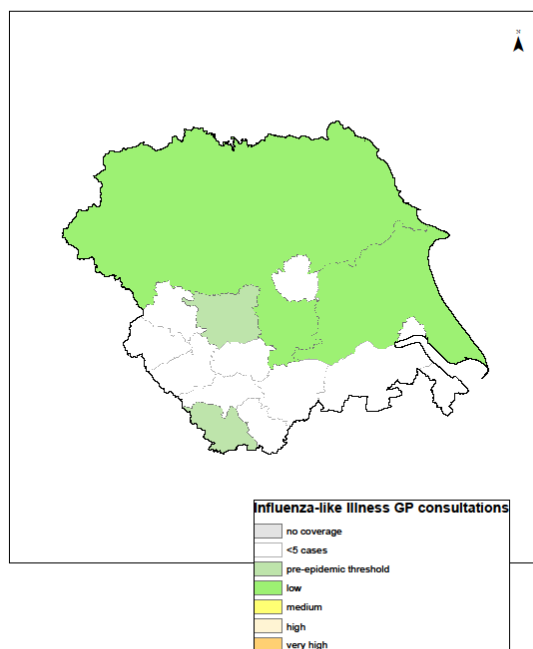 N
Influenza-like Illness GP consultations
no coverage
<5 cases
pre-epidemic threshold
low
medium
high
very high